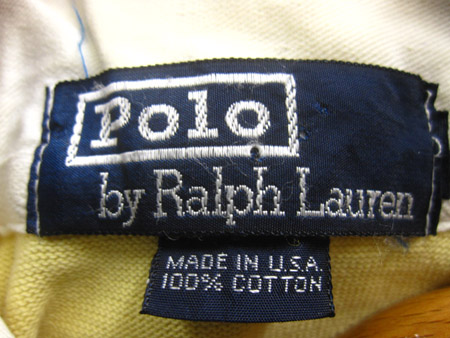 Polo
by Ralph Lauren
MADE IN U.S.A.
100% COTTON